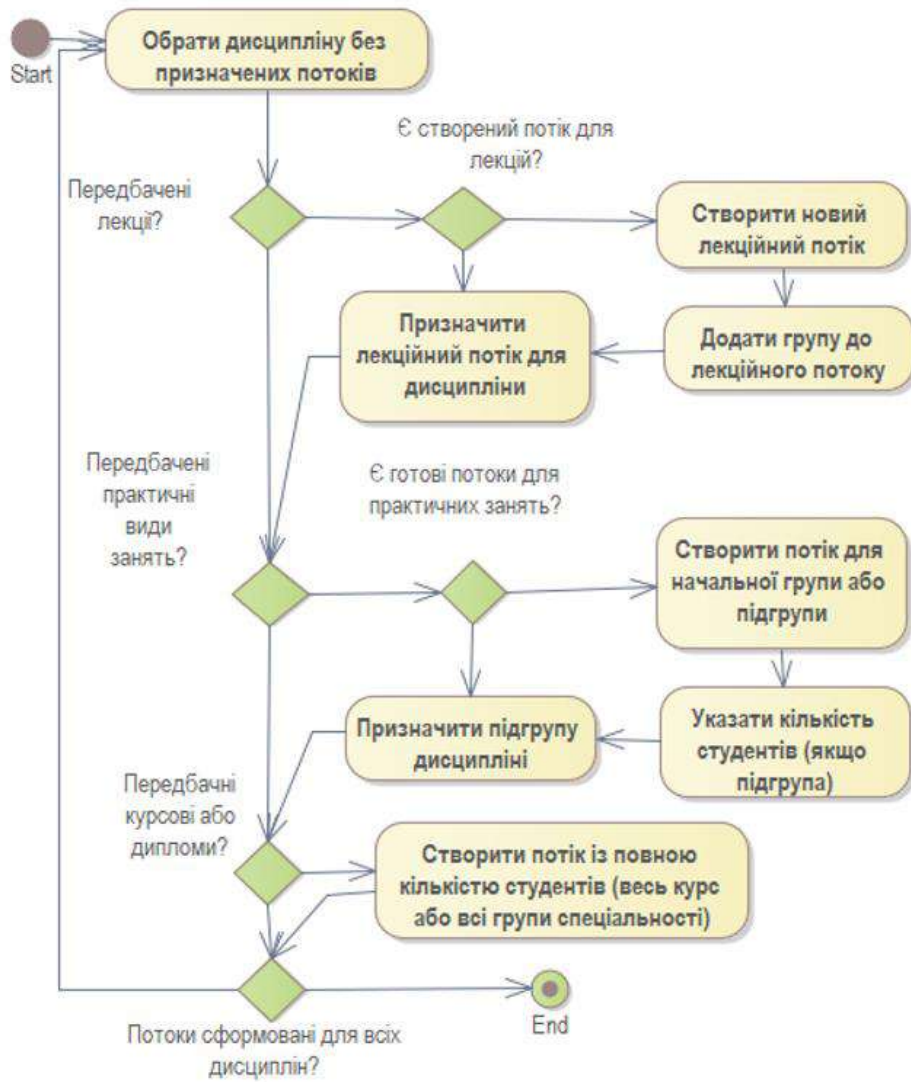 Обрати дисципліну без
призначених потоків
Start
Є створений потік для
лекцій?
Передбачені
лекції?
Створити новий
лекційний потік
Призначити
лекційний потік для
дисципліни
Додати групу до
лекційного потоку
Передбачені
практичні
види
занять?
Є готові потоки для
практичних занять?
Створити потік для
начальної групи або
підгрупи
Призначити підгрупу
дисципліні
Указати кількість
студентів (якщо
підгрупа)
Передбачні
курсові або
дипломи?
Створити потік із повною
кількістю студентів (весь курс
або всі групи спеціальності)
End
Потоки сформовані для всіх
дисциплін?